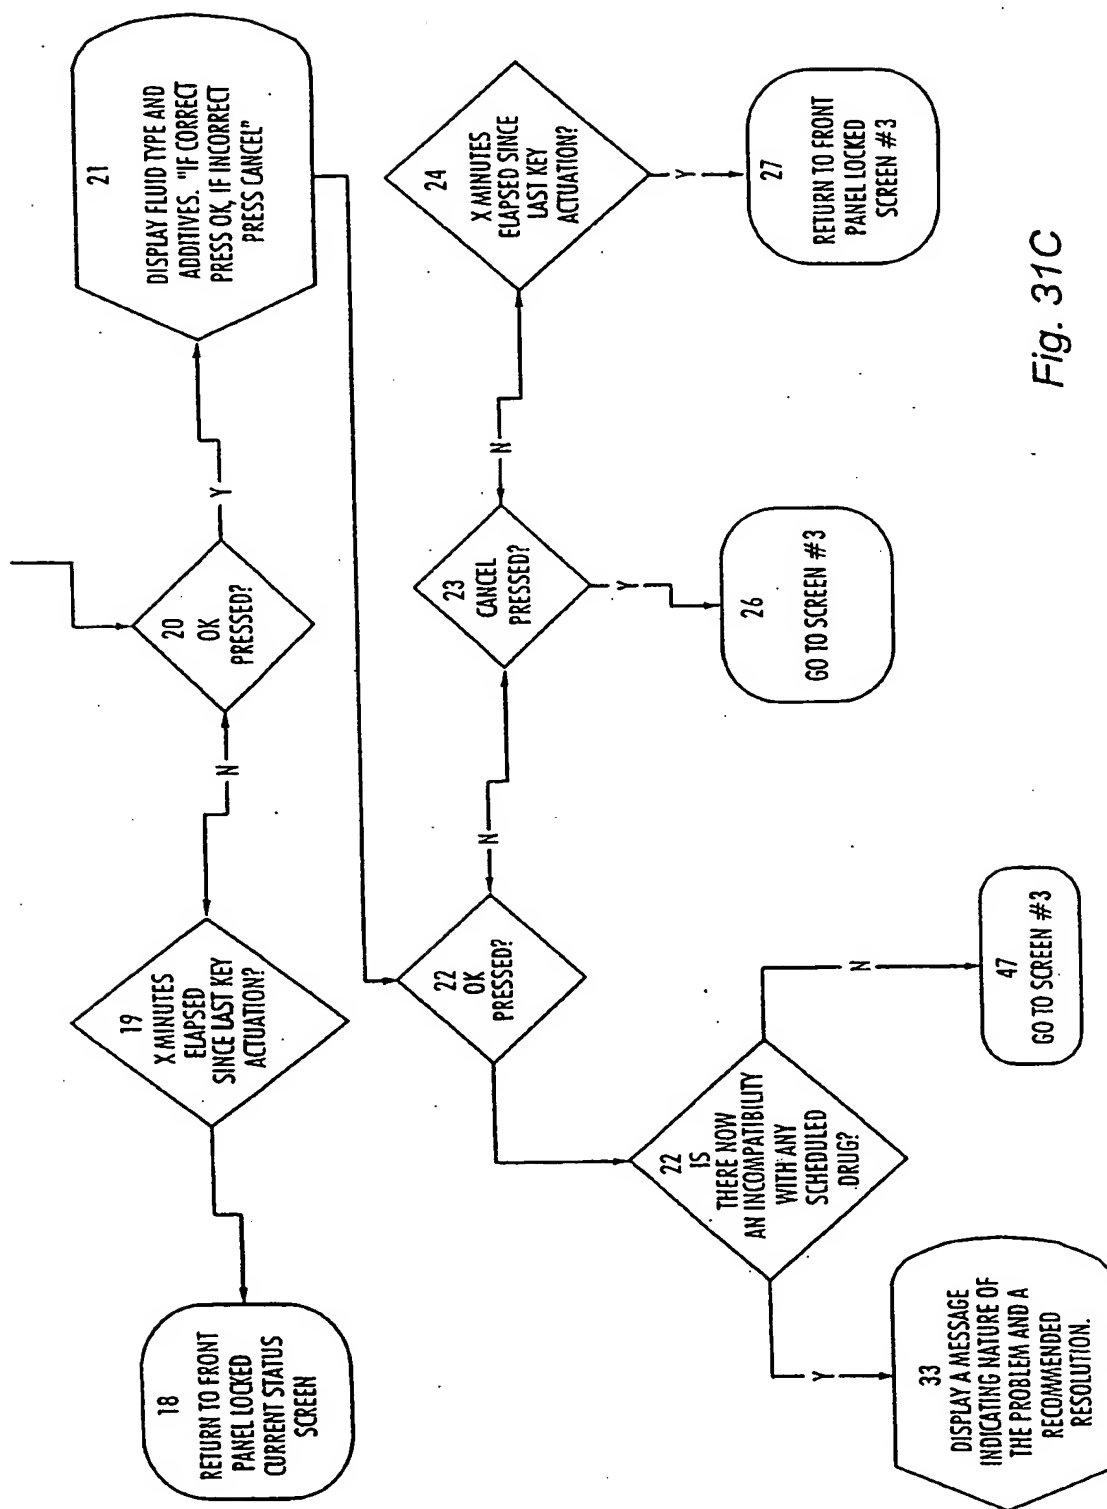 18
RETURN TO FRONT
PANEL LOCKED
CURRENT STATUS
SCREEN
19
X MINUTES
ELAPSED
SINCE LAST KEY
ACTUATION?
N
20
OK
PRESSED?
Y
21
DISPLAY FLUID TYPE AND
ADDITIVES. "IF CORRECT
PRESS OK, IF INCORRECT
PRESS CANCEL"
22
OK
PRESSED?
N
23
CANCEL
PRESSED?
N
24
X MINUTES
ELAPSED SINCE
LAST KEY
ACTUATION?
Y
Y
22
IS
THERE NOW
AN INCOMPATIBILITY
WITH ANY
SCHEDULED
DRUG?
Y
N
33
DISPLAY A MESSAGE
INDICATING NATURE OF
THE PROBLEM AND A
RECOMMENDED
RESOLUTION.
47
GO TO SCREEN #3
26
GO TO SCREEN #3
27
RETURN TO FRONT
PANEL LOCKED
SCREEN #3
Fig. 31C